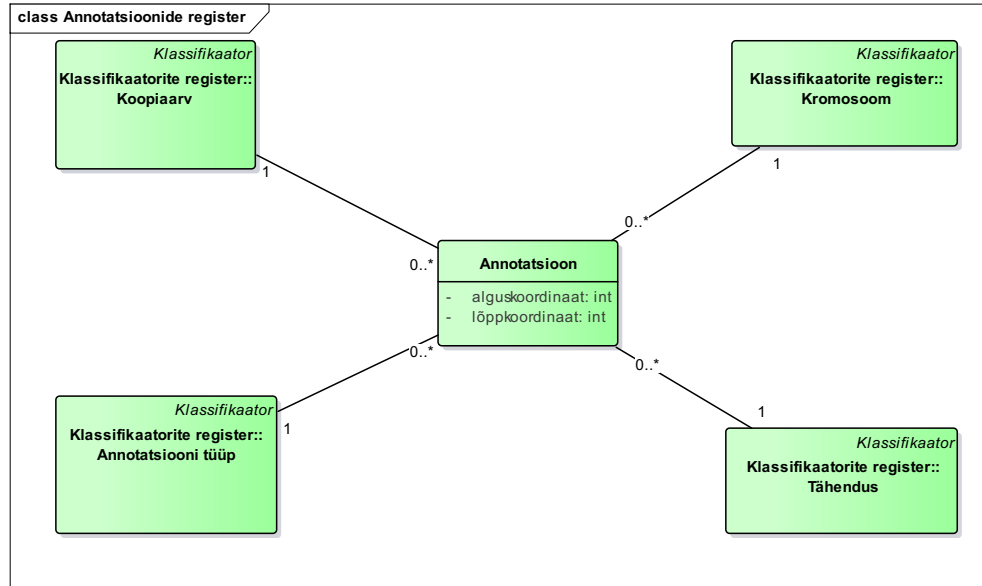 class Annotatsioonide register
Klassifikaator
Klassifikaatorite register::
Koopiaarv
1
Klassifikaator
Klassifikaatorite register::
Kromosoom
1
0..*
0..*
Annotatsioon
- alguskoordinaat: int
- lõppkoordinaat: int
0..*
0..*
Klassifikaator
Klassifikaatorite register::
Annotatsiooni tüüp
1
1
Klassifikaator
Klassifikaatorite register::
Tähendus